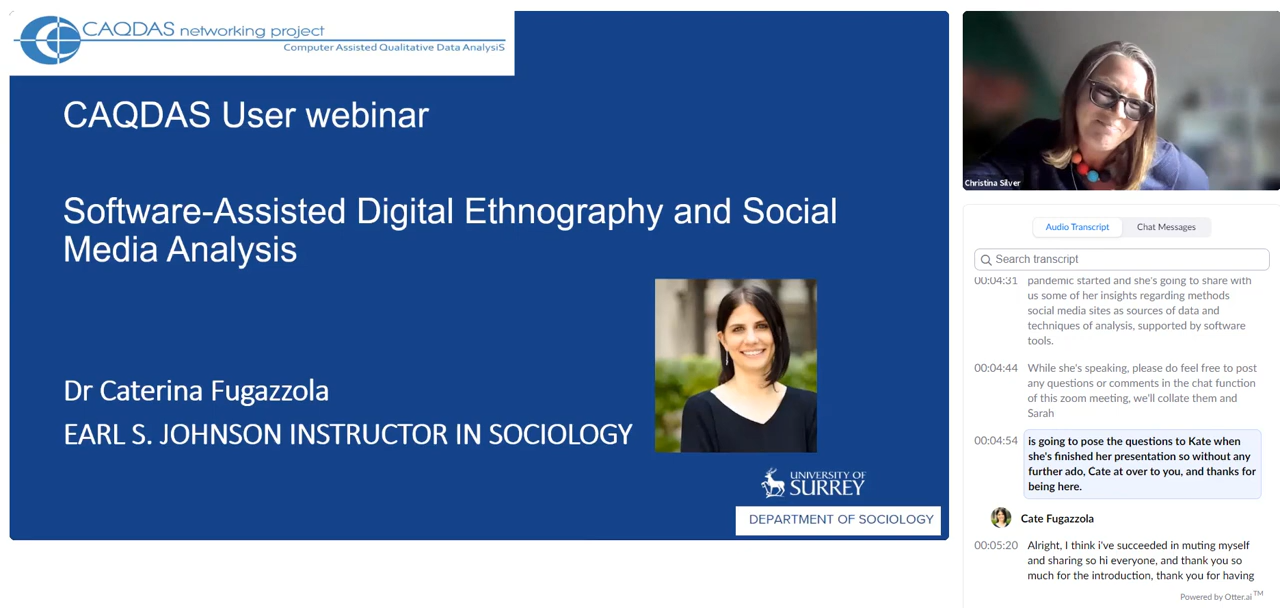 CAQDAS networking project
Computer Assisted Qualitative Data AnalysiS
CAQDAS User webinar
Software-Assisted Digital Ethnography and Social
Media Analysis
Dr Caterina Fugazzola
EARL S. JOHNSON INSTRUCTOR IN SOCIOLOGY
UNIVERSITY OF
SURREY
DEPARTMENT OF SOCIOLOGY
Christina Silver
Audio Transcript
Chat Messages
Search transcript
00:04:31 pandemic started and she's going to share with
us some of her insights regarding methods
social media sites as sources of data and
techniques of analysis, supported by software
tools.
00:04:44 While she's speaking, please do feel free to post
any questions or comments in the chat function
of this zoom meeting, we'll collate them and
Sarah
00:04:54 is going to pose the questions to Kate when
she's finished her presentation so without any
further ado, Cate at over to you, and thanks for
being here.
Cate Fugazzola
00:05:20 Alright, I think i've succeeded in muting myself
and sharing so hi everyone, and thank you so
much for the introduction, thank you for having
Powered by Otter.ai TM